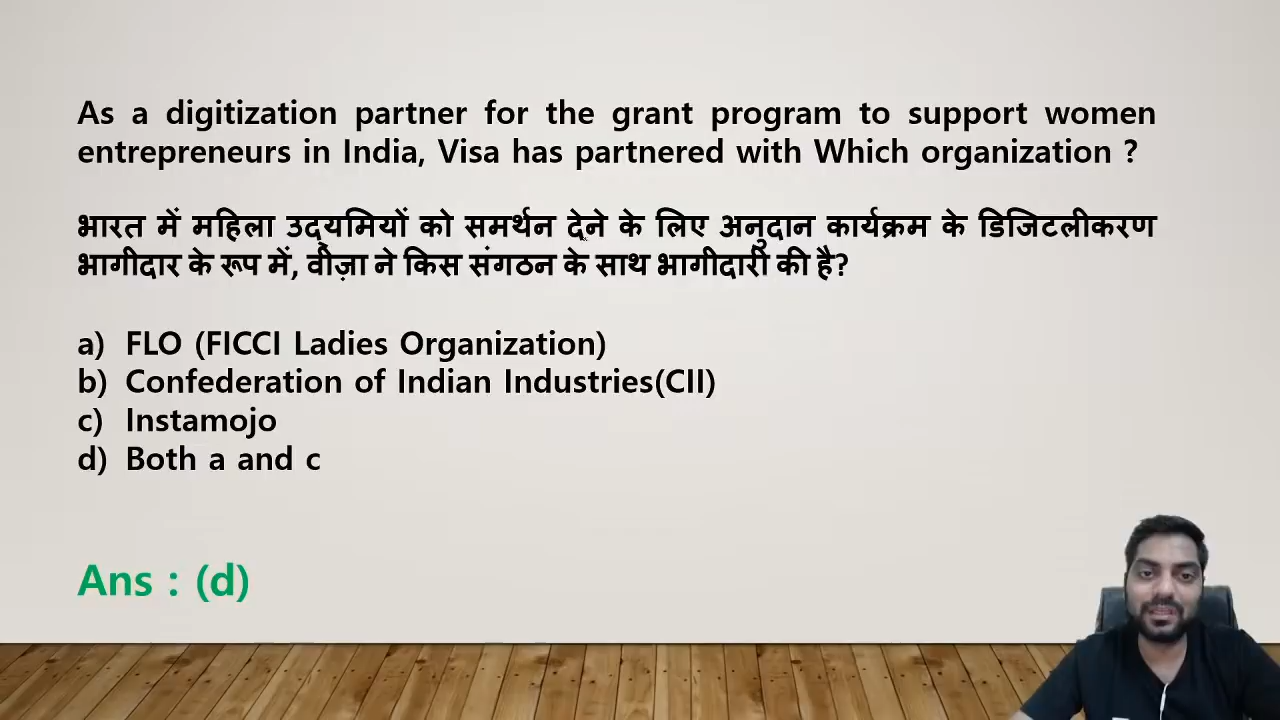 As a digitization partner for the grant program to support women
entrepreneurs in India, Visa has partnered with Which organization ?
भारत में महिला उद्यमियों को समर्थन देने के लिए अनुदान कार्यक्रम के डिजिटलीकरण
भागीदार के रूप में, वीज़ा ने किस संगठन के साथ भागीदारी की है?
a) FLO (FICCI Ladies Organization)
b) Confederation of Indian Industries(CII)
c) Instamojo
d) Both a and c
Ans : (d)